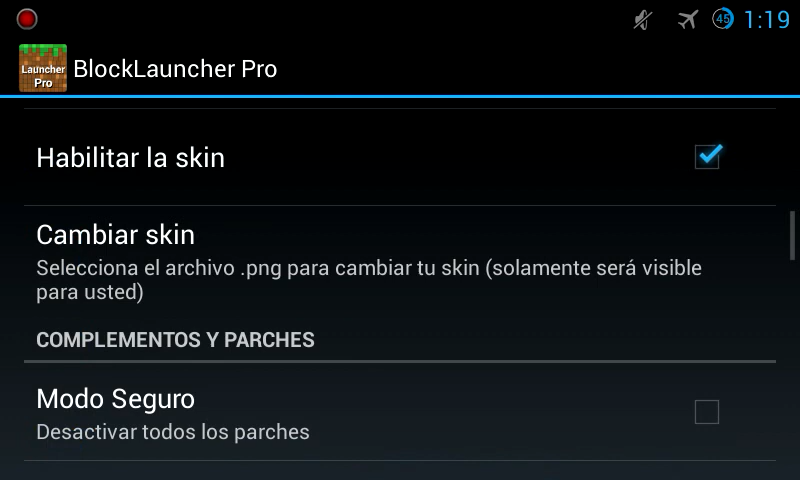 45 1:19
Launcher
Pro
BlockLauncher Pro
Habilitar la skin
Cambiar skin
Selecciona el archivo .png para cambiar tu skin (solamente será visible
para usted)
COMPLEMENTOS Y PARCHES
Modo Seguro
Desactivar todos los parches